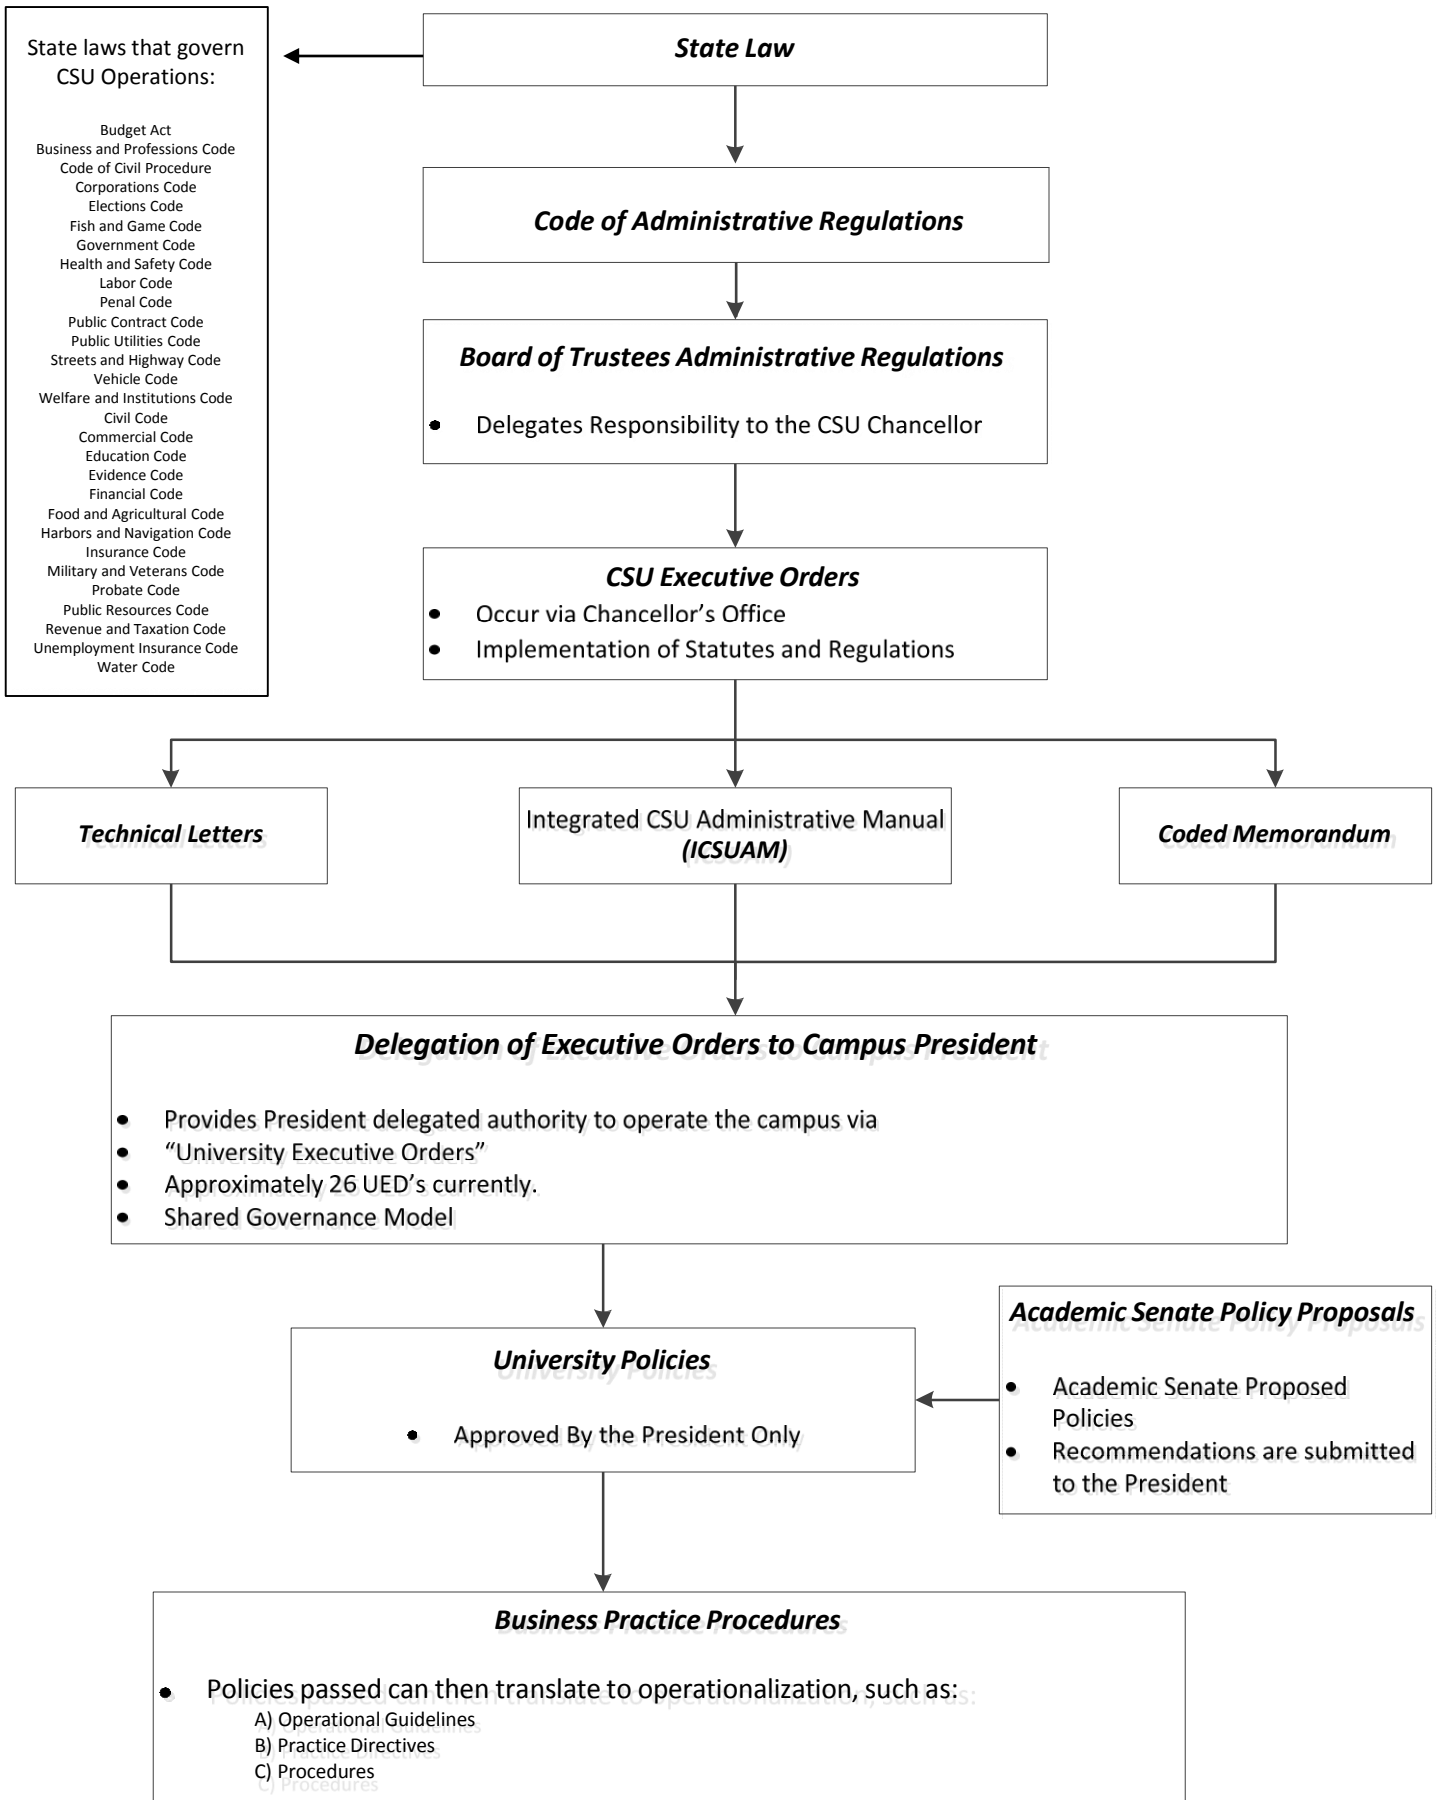 State laws that govern
CSU Operations:
Budget Act
Business and Professions Code
Code of Civil Procedure
Corporations Code
Elections Code
Fish and Game Code
Government Code
Health and Safety Code
Labor Code
Penal Code
Public Contract Code
Public Utilities Code
Streets and Highway Code
Vehicle Code
Welfare and Institutions Code
Civil Code
Commercial Code
Education Code
Evidence Code
Financial Code
Food and Agricultural Code
Harbors and Navigation Code
Insurance Code
Military and Veterans Code
Probate Code
Public Resources Code
Revenue and Taxation Code
Unemployment Insurance Code
Water Code
State Law
Code of Administrative Regulations
Board of Trustees Administrative Regulations
• Delegates Responsibility to the CSU Chancellor
CSU Executive Orders
• Occur via Chancellor’s Office
• Implementation of Statutes and Regulations
Technical Letters
Integrated CSU Administrative Manual
(ICSUAM)
Coded Memorandum
Delegation of Executive Orders to Campus President
• Provides President delegated authority to operate the campus via
• “University Executive Orders”
• Approximately 26 UED’s currently.
• Shared Governance Model
University Policies
• Approved By the President Only
Academic Senate Policy Proposals
• Academic Senate Proposed
Policies
• Recommendations are submitted
to the President
Business Practice Procedures
• Policies passed can then translate to operationalization, such as:
A) Operational Guidelines
B) Practice Directives
C) Procedures